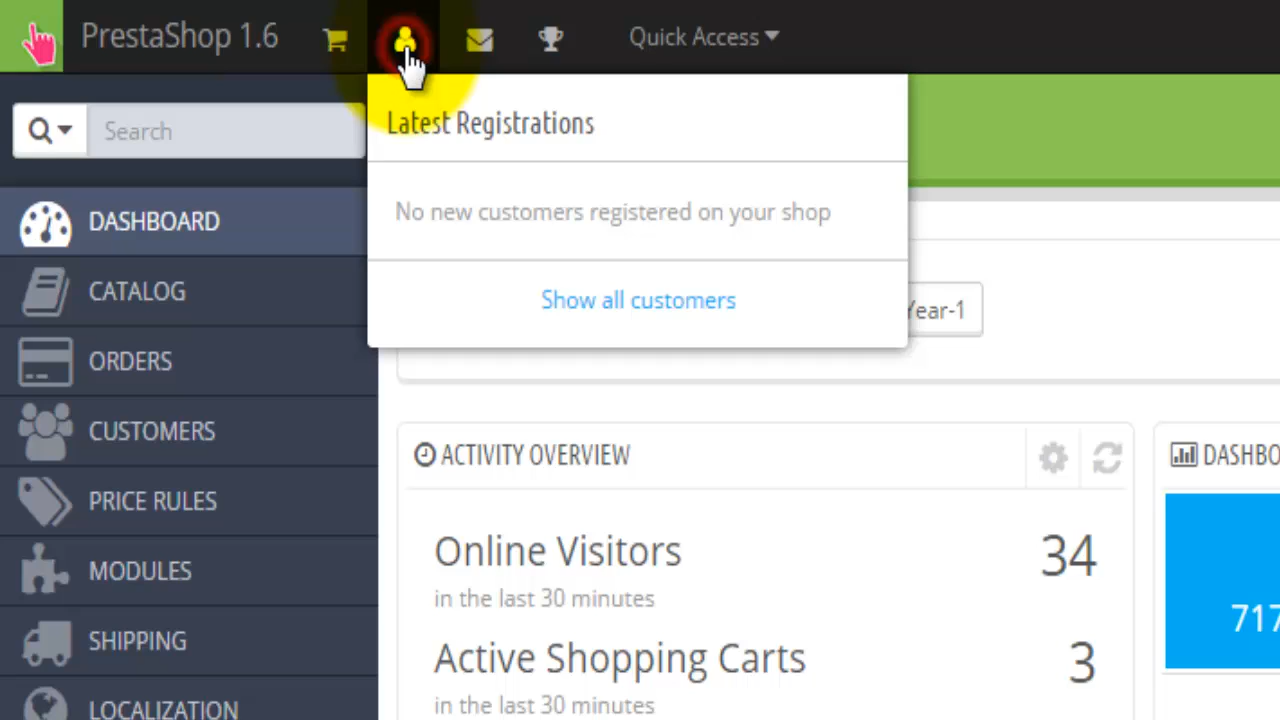 PrestaShop 1.6
Quick Access
Search
Latest Registrations
No new customers registered on your shop
Show all customers
Year-1
DASHBOARD
CATALOG
ORDERS
CUSTOMERS
PRICE RULES
MODULES
SHIPPING
LOCALIZATION
ACTIVITY OVERVIEW
Online Visitors 34
in the last 30 minutes
Active Shopping Carts 3
in the last 30 minutes
DASHBO
717